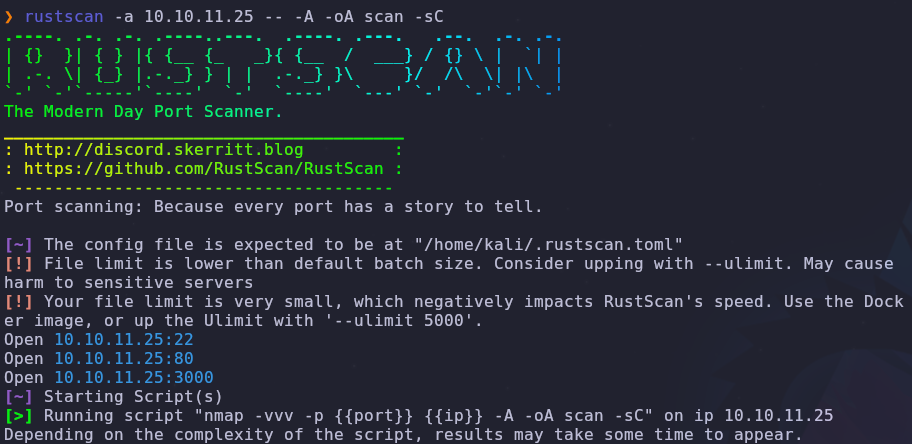 ❯ rustscan -a 10.10.11.25 -- -A -oA scan -sC
.----. .-. .-. .----..---.  .----. .---.   .--.  .-. .-.
| {}  }| { } |{ {__ {_   _}{ {__  /  ___} / {} \ |  `| |
| .-. \| {_} |.-._} } | |  .-._} }\     }/  /\  \| |\  |
`-' `-'`-----'`----'  `-'  `----'  `---' `-'  `-'`-' `-'
The Modern Day Port Scanner.
________________________________________
: http://discord.skerritt.blog         :
: https://github.com/RustScan/RustScan :
 --------------------------------------
Port scanning: Because every port has a story to tell.
[~] The config file is expected to be at "/home/kali/.rustscan.toml"
[!] File limit is lower than default batch size. Consider upping with --ulimit. May cause
harm to sensitive servers
[!] Your file limit is very small, which negatively impacts RustScan's speed. Use the Dock
er image, or up the Ulimit with '--ulimit 5000'.
Open 10.10.11.25:22
Open 10.10.11.25:80
Open 10.10.11.25:3000
[~] Starting Script(s)
[>] Running script "nmap -vvv -p {{port}} {{ip}} -A -oA scan -sC" on ip 10.10.11.25
Depending on the complexity of the script, results may take some time to appear.